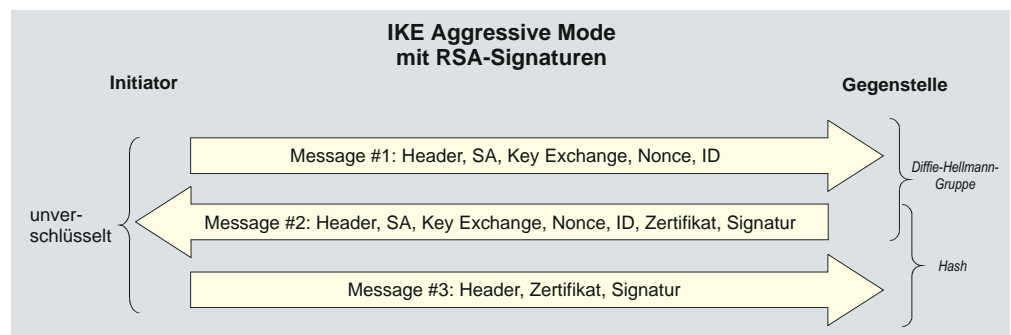 IKE Aggressive Mode
mit RSA-Signaturen
Initiator
Gegenstelle
Message #1: Header, SA, Key Exchange, Nonce, ID
Diffie-Hellmann-
Gruppe
unver-
schlüsselt
Message #2: Header, SA, Key Exchange, Nonce, ID, Zertifikat, Signatur
Hash
Message #3: Header, Zertifikat, Signatur